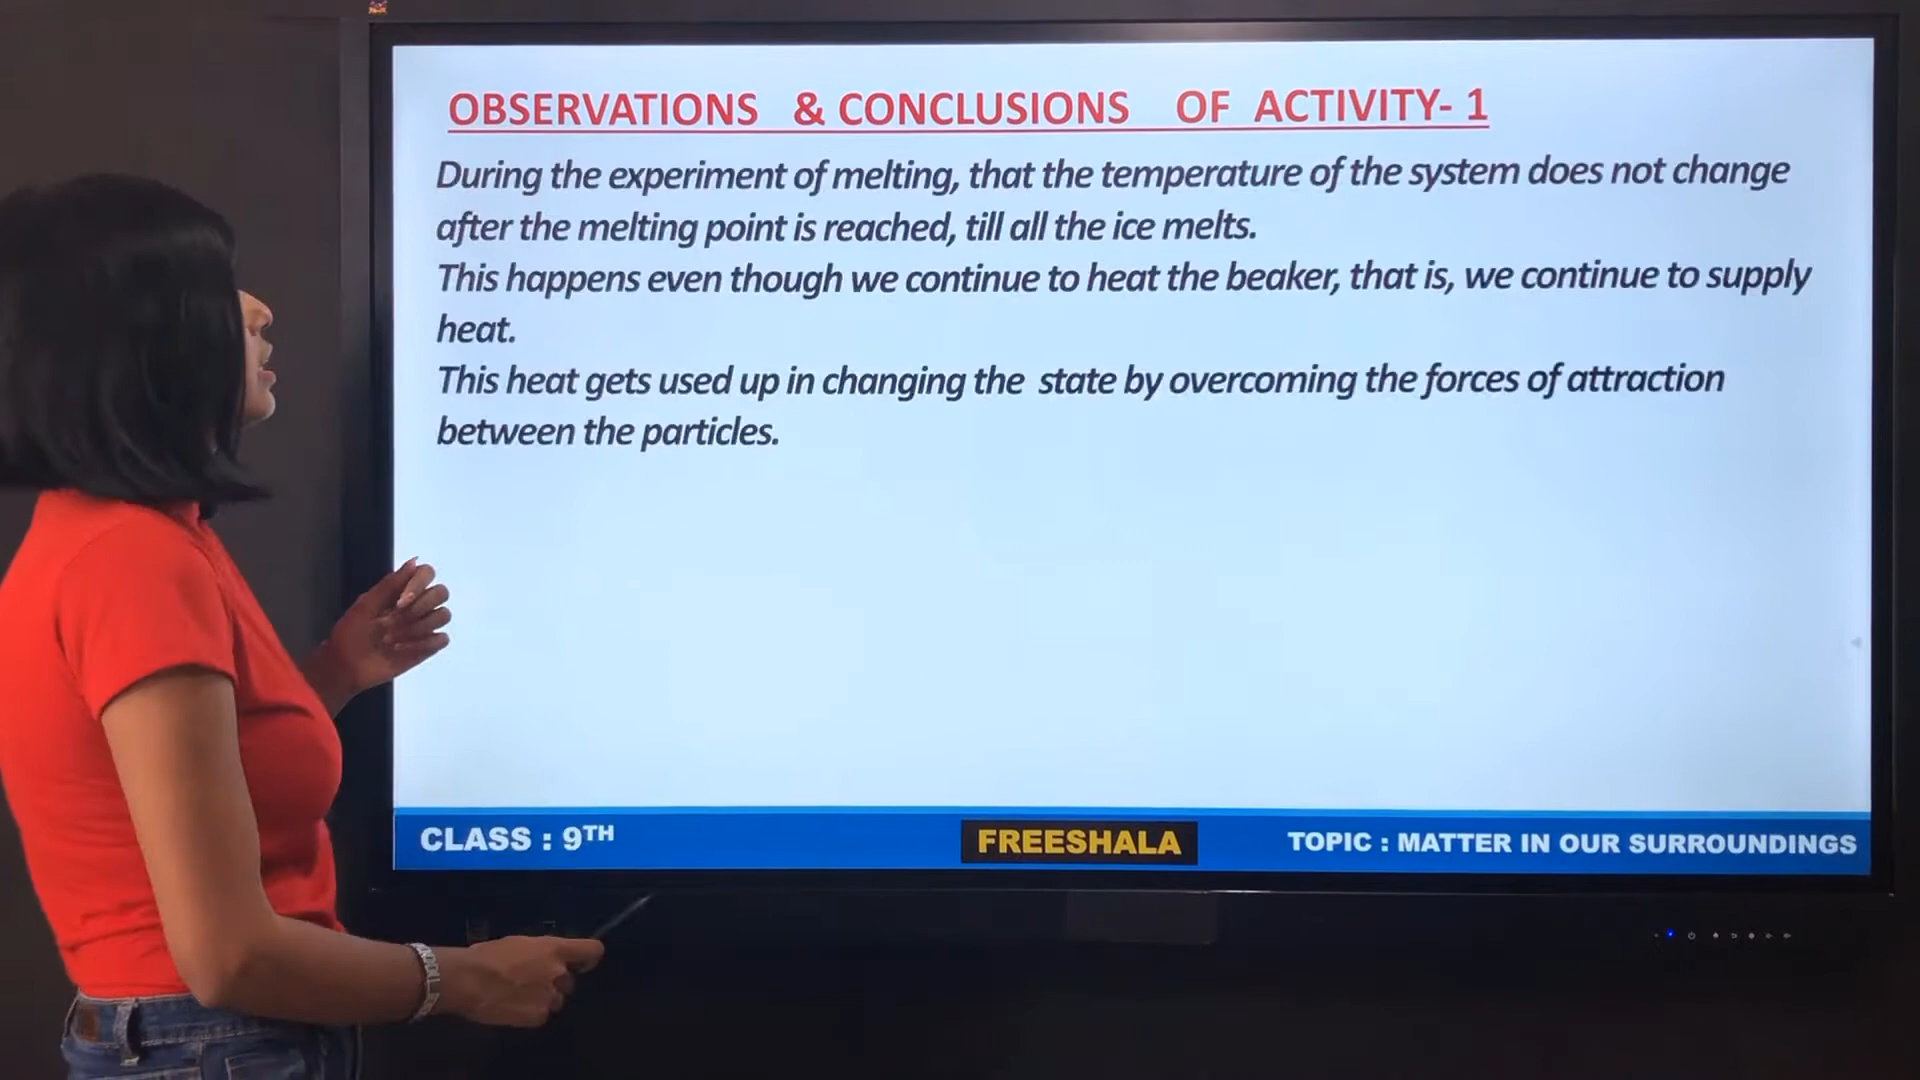 OBSERVATIONS & CONCLUSIONS OF ACTIVITY- 1
During the experiment of melting, that the temperature of the system does not change
after the melting point is reached, till all the ice melts.
This happens even though we continue to heat the beaker, that is, we continue to supply
heat.
This heat gets used up in changing the state by overcoming the forces of attraction
between the particles.
CLASS : 9TH
FREESHALA
TOPIC : MATTER IN OUR SURROUNDINGS